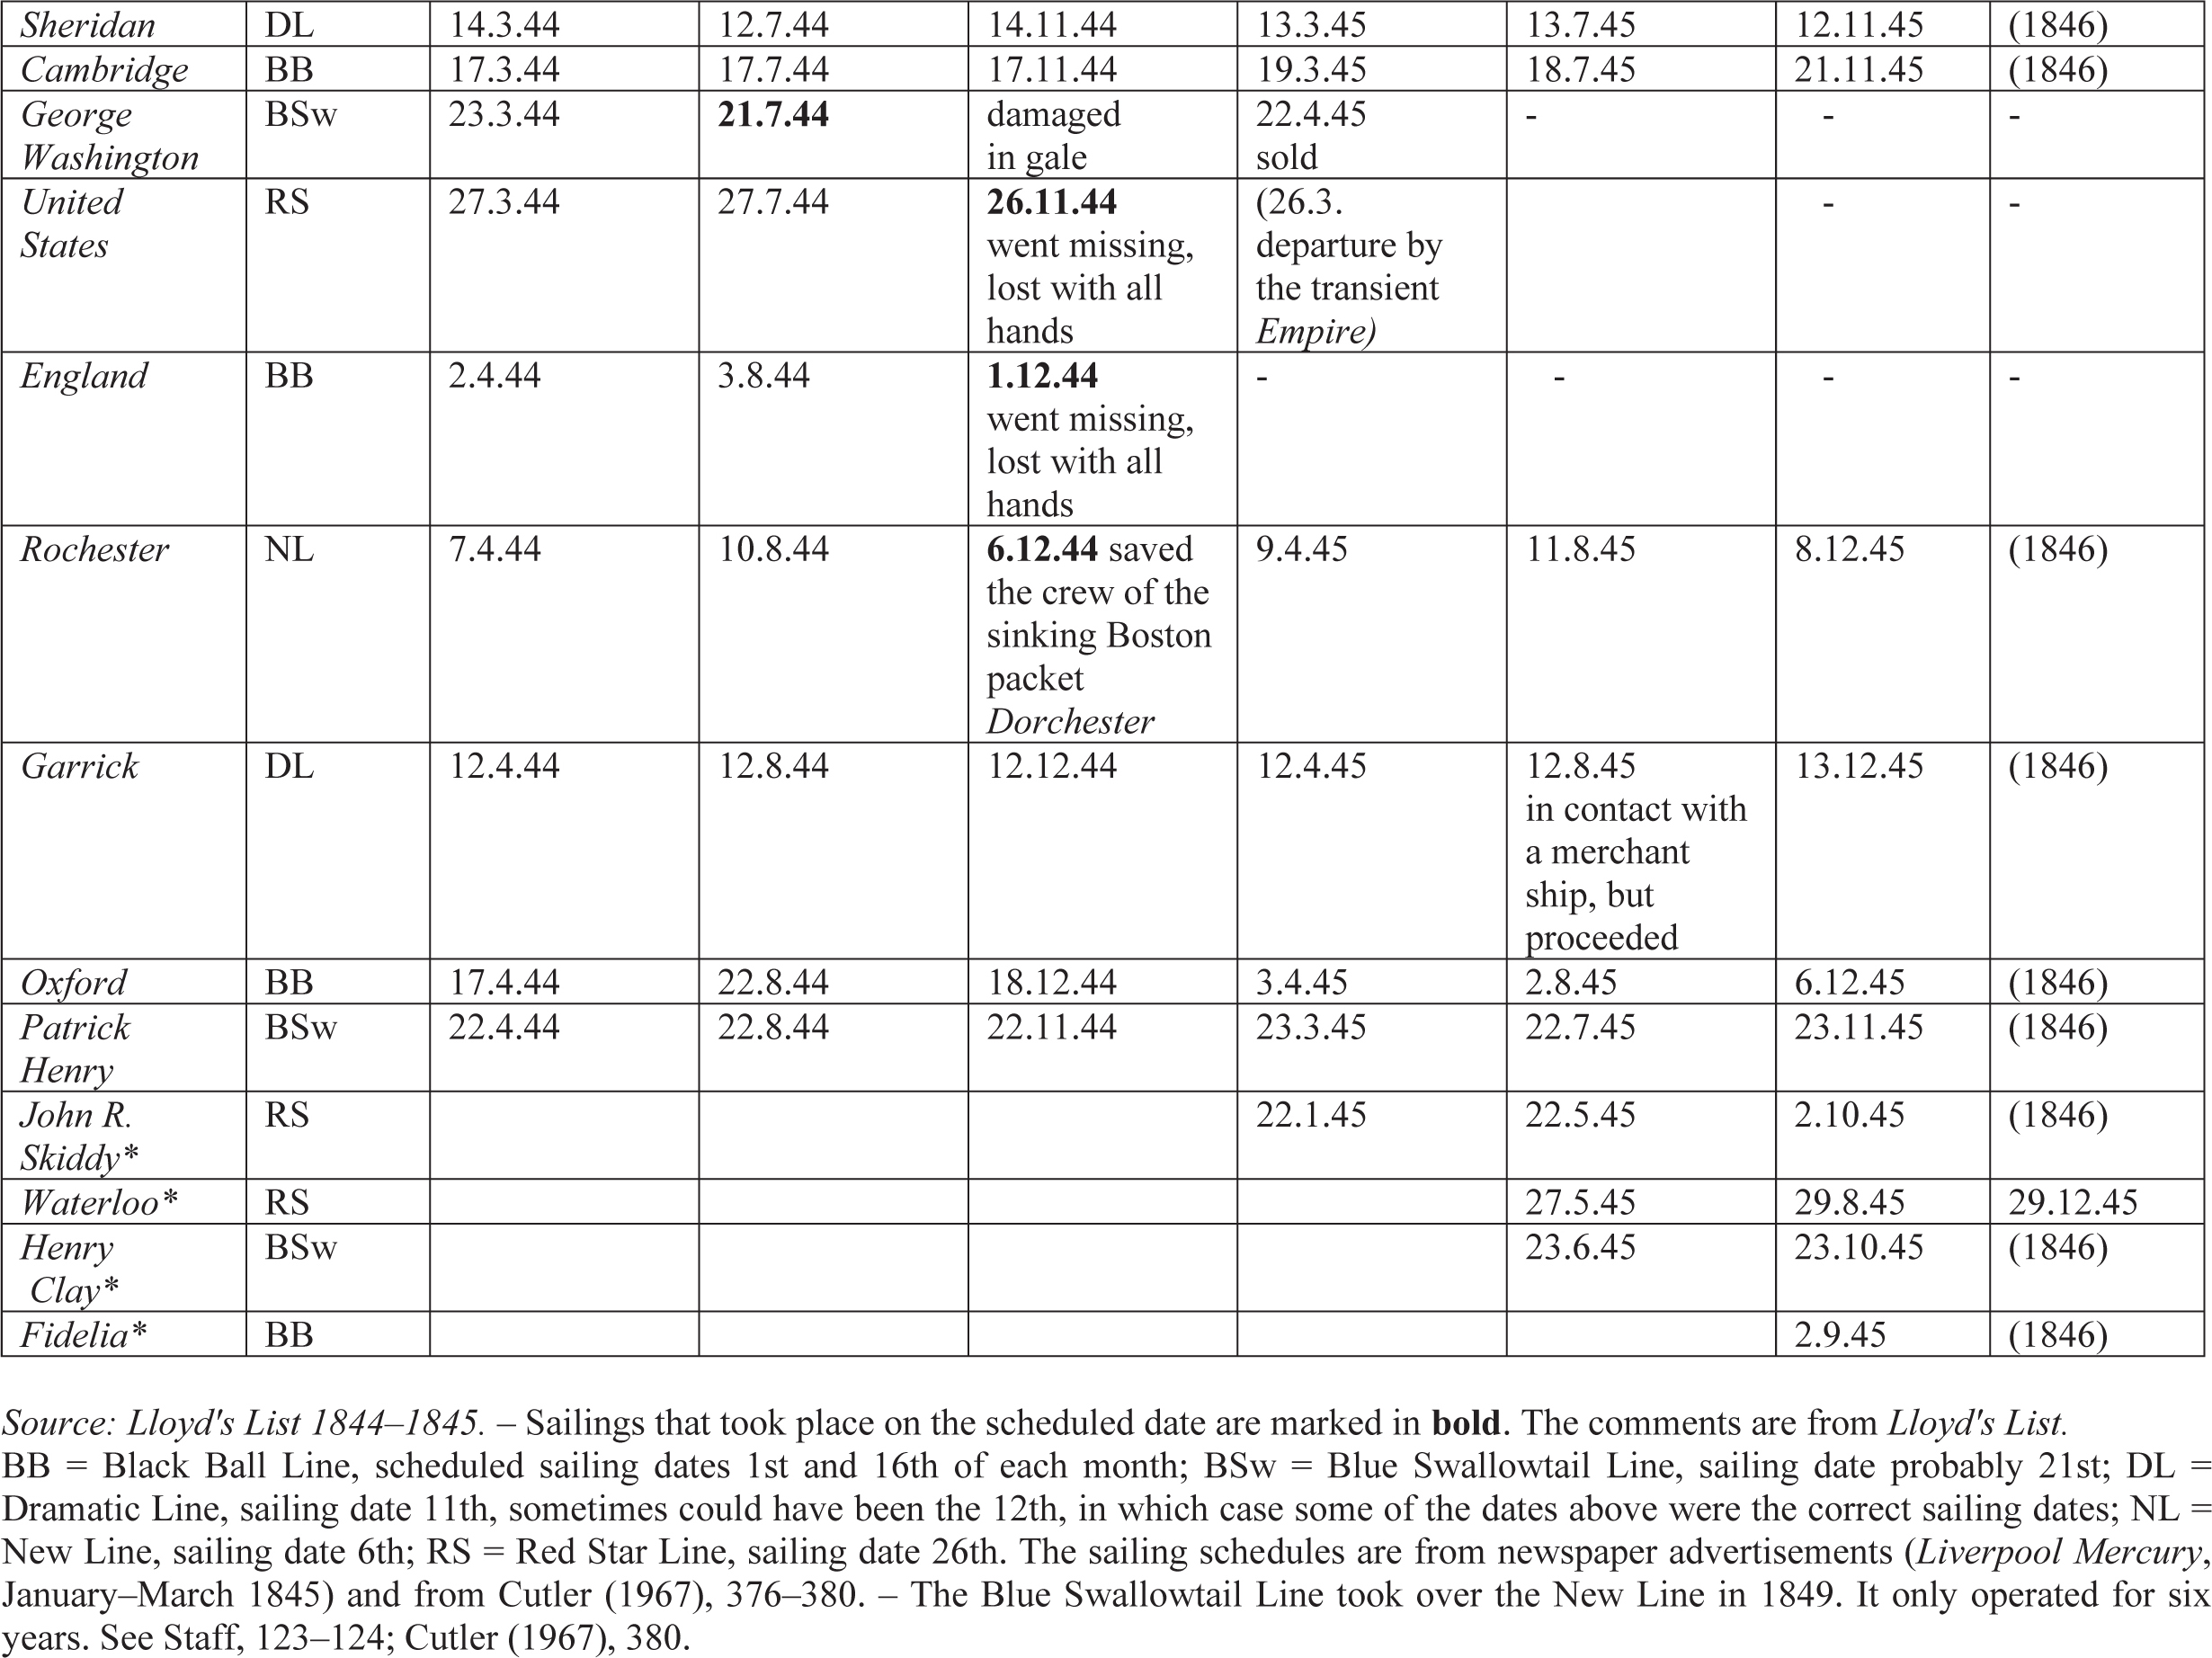 Sheridan DL 14.3.44 12.7.44 14.11.44 13.3.45 13.7.45 12.11.45 (1846)
Cambridge BB 17.3.44 17.7.44 17.11.44 19.3.45 18.7.45 21.11.45 (1846)
George BSw 23.3.44 21.7.44 damaged 22.4.45 - - -
Washington in gale sold
United RS 27.3.44 27.7.44 26.11.44 (26.3. - -
States went missing, departure by
lost with all the transient
hands Empire)
England BB 2.4.44 3.8.44 1.12.44 - - - -
went missing,
lost with all
hands
Rochester NL 7.4.44 10.8.44 6.12.44 saved 9.4.45 11.8.45 8.12.45 (1846)
the crew of the
sinking Boston
packet
Dorchester
Garrick DL 12.4.44 12.8.44 12.12.44 12.4.45 12.8.45 13.12.45 (1846)
in contact with
a merchant
ship, but
proceeded
Oxford BB 17.4.44 22.8.44 18.12.44 3.4.45 2.8.45 6.12.45 (1846)
Patrick BSw 22.4.44 22.8.44 22.11.44 23.3.45 22.7.45 23.11.45 (1846)
Henry
John R. RS 22.1.45 22.5.45 2.10.45 (1846)
Skiddy*
Waterloo* RS 27.5.45 29.8.45 29.12.45
Henry BSw 23.6.45 23.10.45 (1846)
Clay*
Fidelia* BB 2.9.45 (1846)
Source: Lloyd's List 1844–1845. – Sailings that took place on the scheduled date are marked in bold. The comments are from Lloyd's List.
BB = Black Ball Line, scheduled sailing dates 1st and 16th of each month; BSw = Blue Swallowtail Line, sailing date probably 21st; DL =
Dramatic Line, sailing date 11th, sometimes could have been the 12th, in which case some of the dates above were the correct sailing dates; NL =
New Line, sailing date 6th; RS = Red Star Line, sailing date 26th. The sailing schedules are from newspaper advertisements (Liverpool Mercury,
January–March 1845) and from Cutler (1967), 376–380. – The Blue Swallowtail Line took over the New Line in 1849. It only operated for six
years. See Staff, 123–124; Cutler (1967), 380.